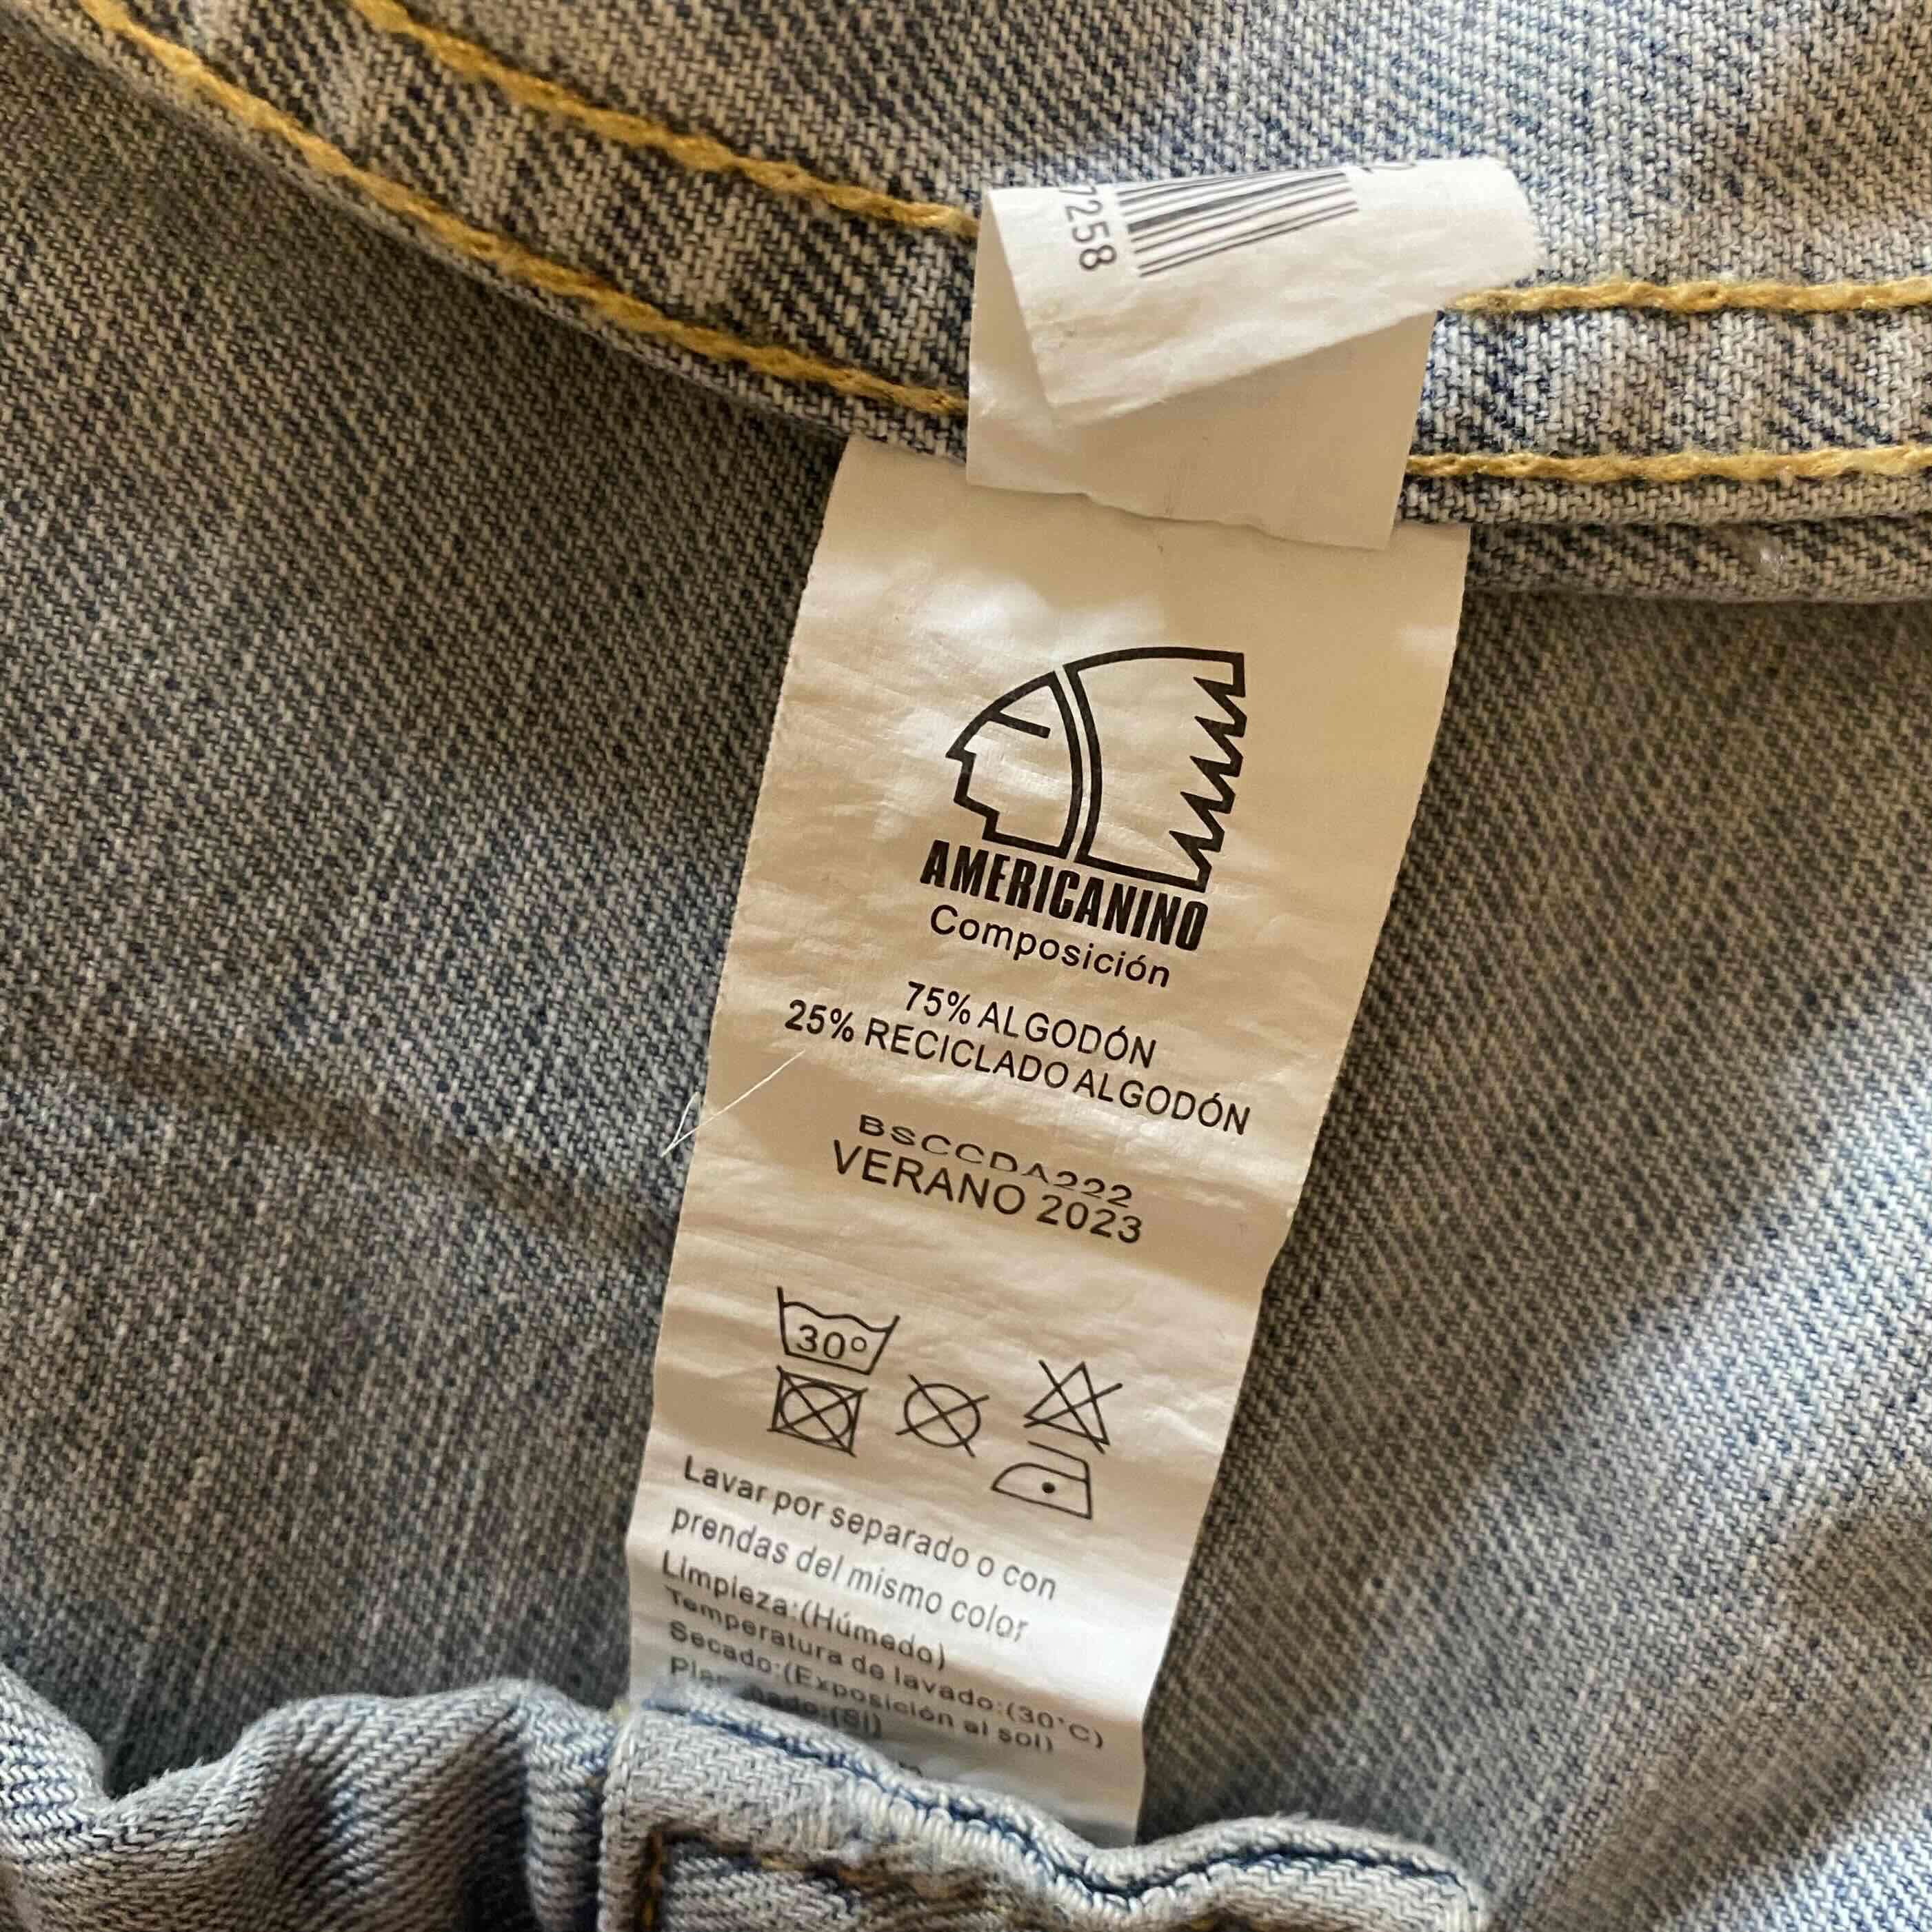 7258
AMERICANINO
Composición
75% ALGODÓN
25% RECICLADO ALGODÓN
BSCCDA222
VERANO 2023
30°
Lavar por separado o con
prendas del mismo color
Limpieza:(Húmedo)
Temperatura de lavado:(30°C)
Secado:(Exposición al sol)